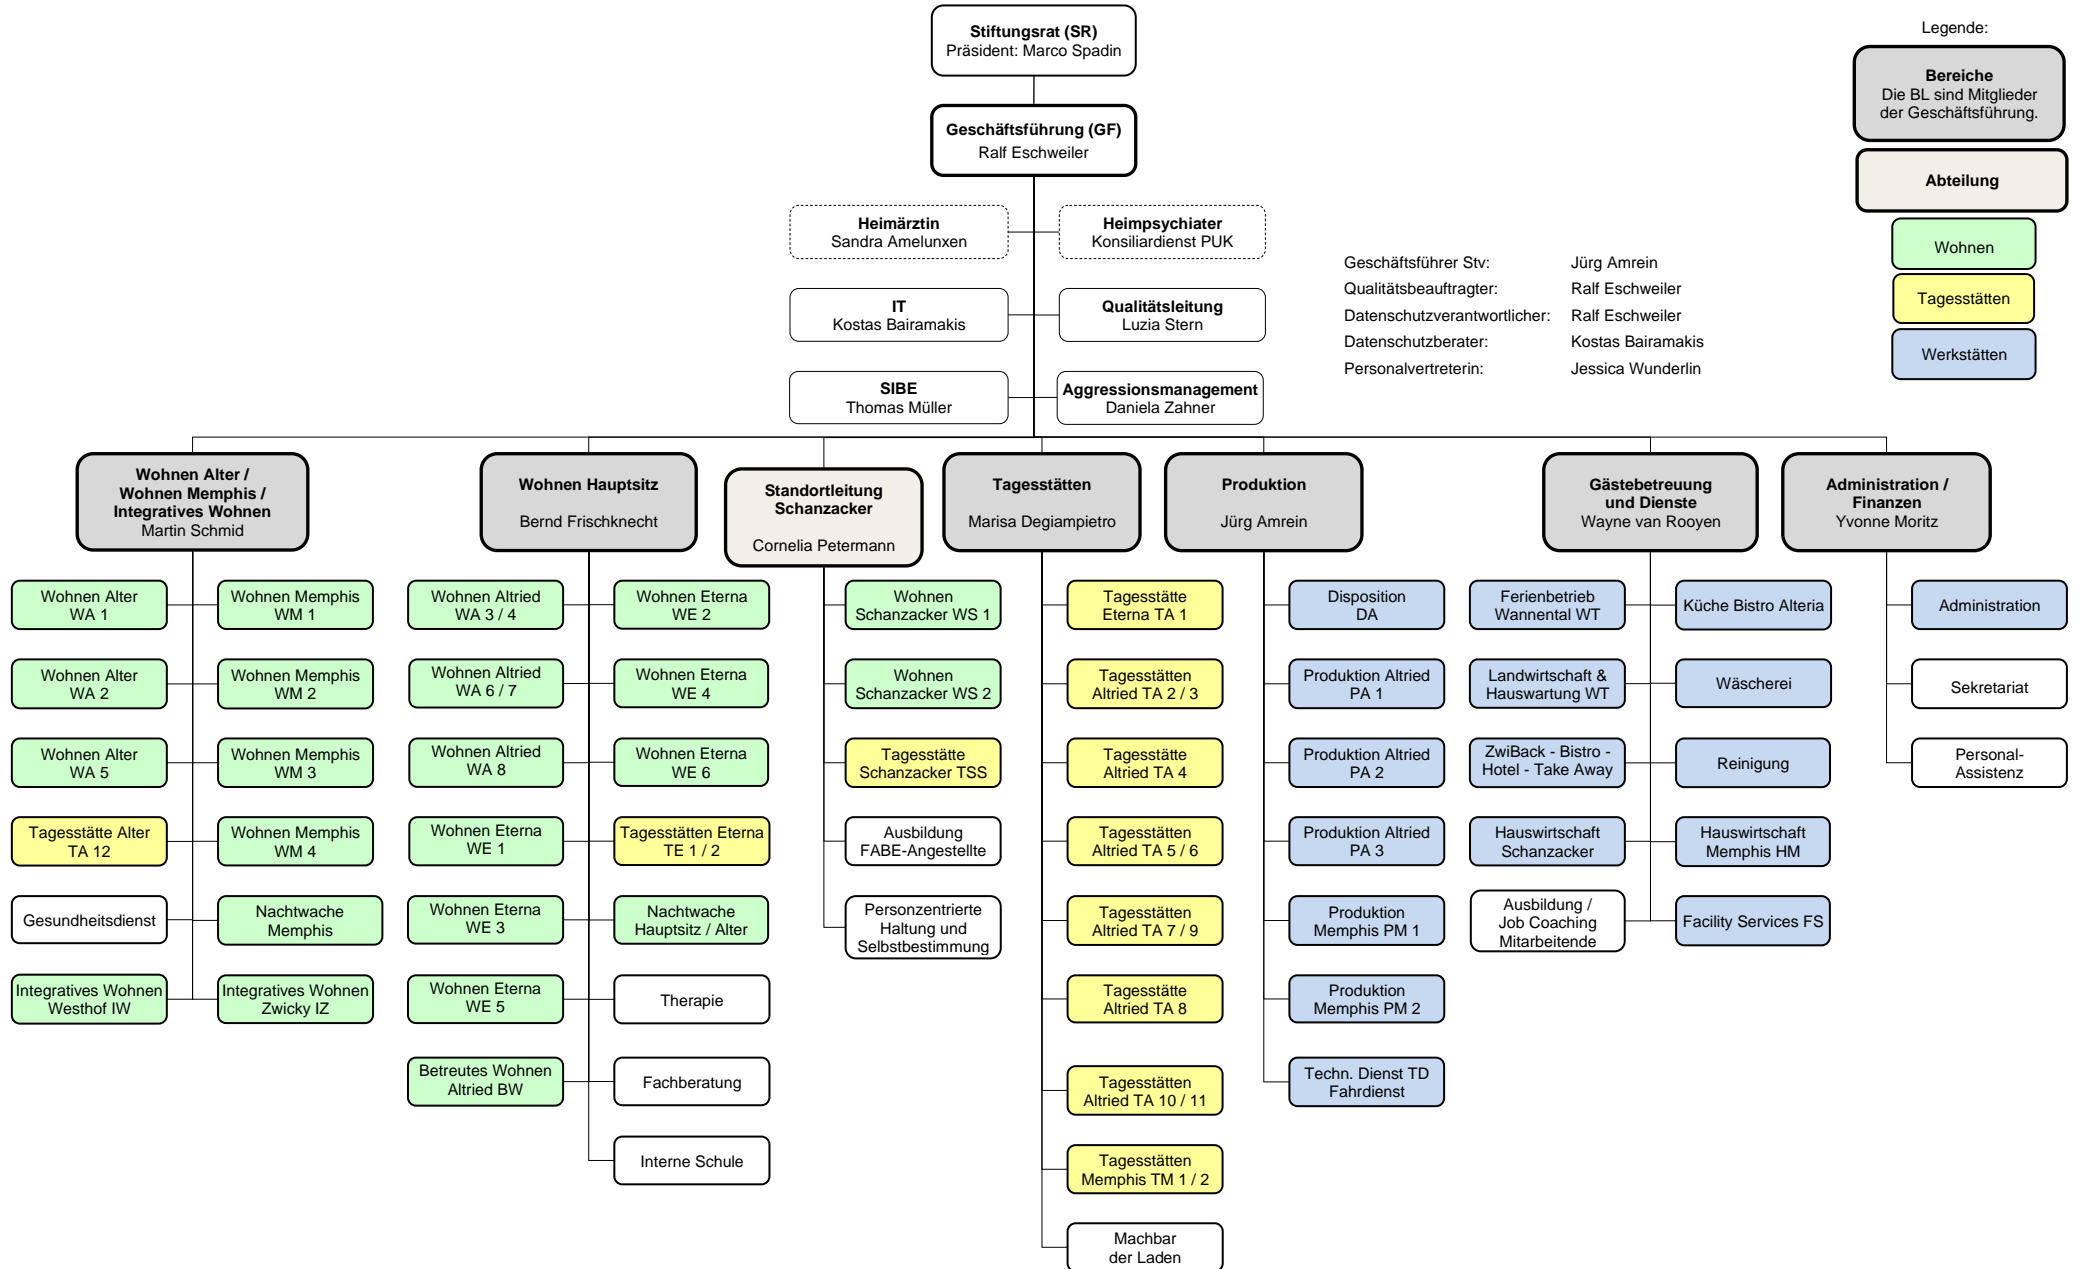 Stiftungsrat (SR)
Präsident: Marco Spadin
Geschäftsführung (GF)
Ralf Eschweiler
Heimärztin
Sandra Amelunxen
Heimpsychiater
Konsiliardienst PUK
IT
Kostas Bairamakis
Qualitätsleitung
Luzia Stern
SIBE
Thomas Müller
Aggressionsmanagement
Daniela Zahner
Geschäftsführer Stv: Jürg Amrein
Qualitätsbeauftragter: Ralf Eschweiler
Datenschutzverantwortlicher: Ralf Eschweiler
Datenschutzberater: Kostas Bairamakis
Personalvertreterin: Jessica Wunderlin
Legende:
Bereiche
Die BL sind Mitglieder
der Geschäftsführung.
Abteilung
Wohnen
Tagesstätten
Werkstätten
Wohnen Alter /
Wohnen Memphis /
Integratives Wohnen
Martin Schmid
Wohnen Alter
WA 1
Wohnen Memphis
WM 1
Wohnen Alter
WA 2
Wohnen Memphis
WM 2
Wohnen Alter
WA 5
Wohnen Memphis
WM 3
Tagesstätte Alter
TA 12
Wohnen Memphis
WM 4
Gesundheitsdienst
Nachtwache
Memphis
Integratives Wohnen
Westhof IW
Integratives Wohnen
Zwicky IZ
Wohnen Hauptsitz
Bernd Frischknecht
Wohnen Altried
WA 3 / 4
Wohnen Eterna
WE 2
Wohnen Altried
WA 6 / 7
Wohnen Eterna
WE 4
Wohnen Altried
WA 8
Wohnen Eterna
WE 6
Wohnen Eterna
WE 1
Tagesstätten Eterna
TE 1 / 2
Wohnen Eterna
WE 3
Nachtwache
Hauptsitz / Alter
Wohnen Eterna
WE 5
Therapie
Betreutes Wohnen
Altried BW
Fachberatung
Interne Schule
Standortleitung
Schanzacker
Cornelia Petermann
Wohnen
Schanzacker WS 1
Wohnen
Schanzacker WS 2
Tagesstätte
Schanzacker TSS
Ausbildung
FABE-Angestellte
Personzentrierte
Haltung und
Selbstbestimmung
Tagesstätten
Marisa Degiampietro
Tagesstätte
Eterna TA 1
Tagesstätten
Altried TA 2 / 3
Tagesstätte
Altried TA 4
Tagesstätten
Altried TA 5 / 6
Tagesstätten
Altried TA 7 / 9
Tagesstätte
Altried TA 8
Tagesstätten
Altried TA 10 / 11
Tagesstätten
Memphis TM 1 / 2
Machbar
der Laden
Produktion
Jürg Amrein
Disposition
DA
Produktion Altried
PA 1
Produktion Altried
PA 2
Produktion Altried
PA 3
Produktion
Memphis PM 1
Produktion
Memphis PM 2
Techn. Dienst TD
Fahrdienst
Gästebetreuung
und Dienste
Wayne van Rooyen
Ferienbetrieb
Wannental WT
Küche Bistro Alteria
Landwirtschaft &
Hauswartung WT
Wäscherei
ZwiBack - Bistro -
Hotel - Take Away
Reinigung
Hauswirtschaft
Schanzacker
Hauswirtschaft
Memphis HM
Ausbildung /
Job Coaching
Mitarbeitende
Facility Services FS
Administration /
Finanzen
Yvonne Moritz
Administration
Sekretariat
Personal-
Assistenz